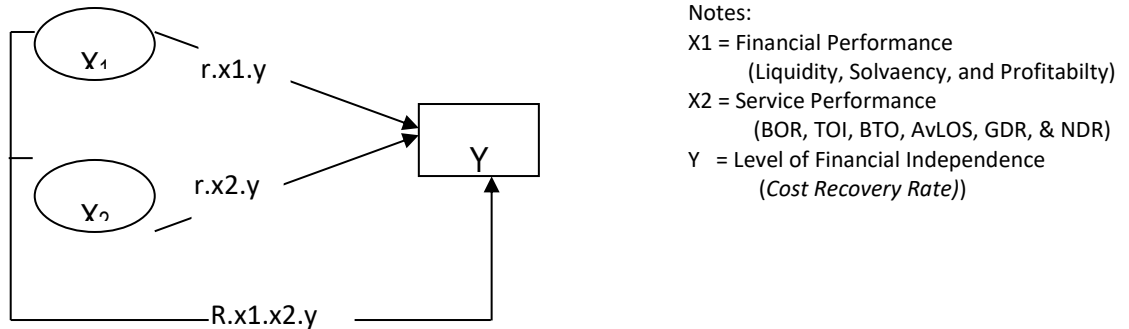 X1
r.x1.y
X2
r.x2.y
Y
R.x1.x2.y
Notes:
X1 = Financial Performance
(Liquidity, Solvaency, and Profitabilty)
X2 = Service Performance
(BOR, TOI, BTO, AvLOS, GDR, & NDR)
Y = Level of Financial Independence
(Cost Recovery Rate))